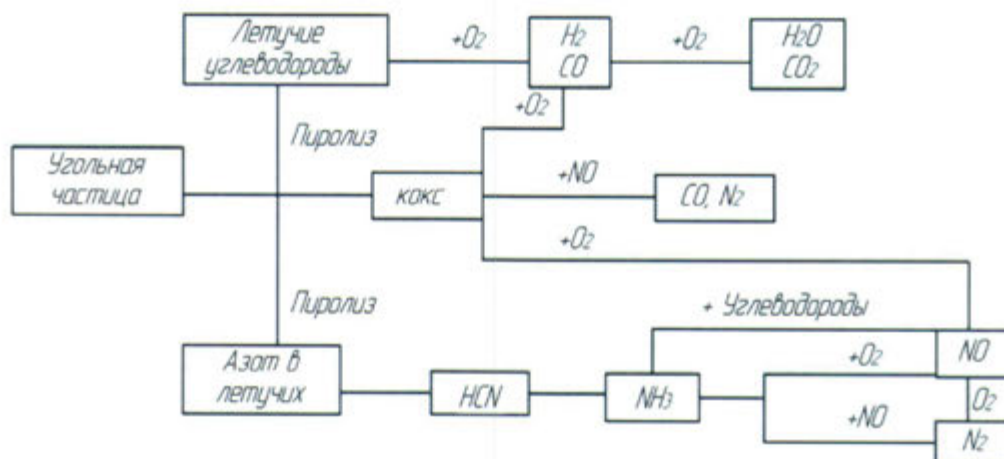 Летучие
углеводороды
+O2
H2
CO
+O2
H2O
CO2
+O2
Пиролиз
Угольная
частица
кокс
+NO
CO, N2
+O2
Пиролиз
+ Углеводороды
Азот в
летучих
HCN
NH3
+O2
NO
+NO
O2
N2